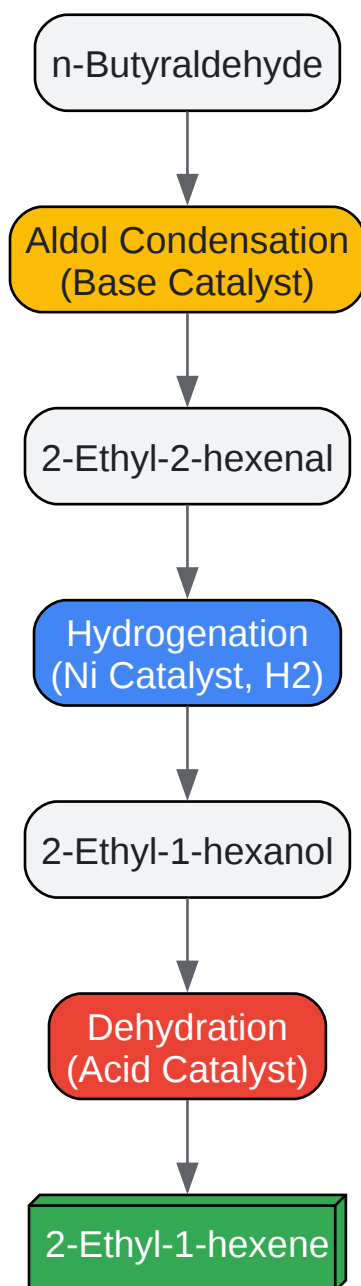 n-Butyraldehyde
Aldol Condensation
(Base Catalyst)
2-Ethyl-2-hexenal
Hydrogenation
(Ni Catalyst, H2)
2-Ethyl-1-hexanol
Dehydration
(Acid Catalyst)
2-Ethyl-1-hexene